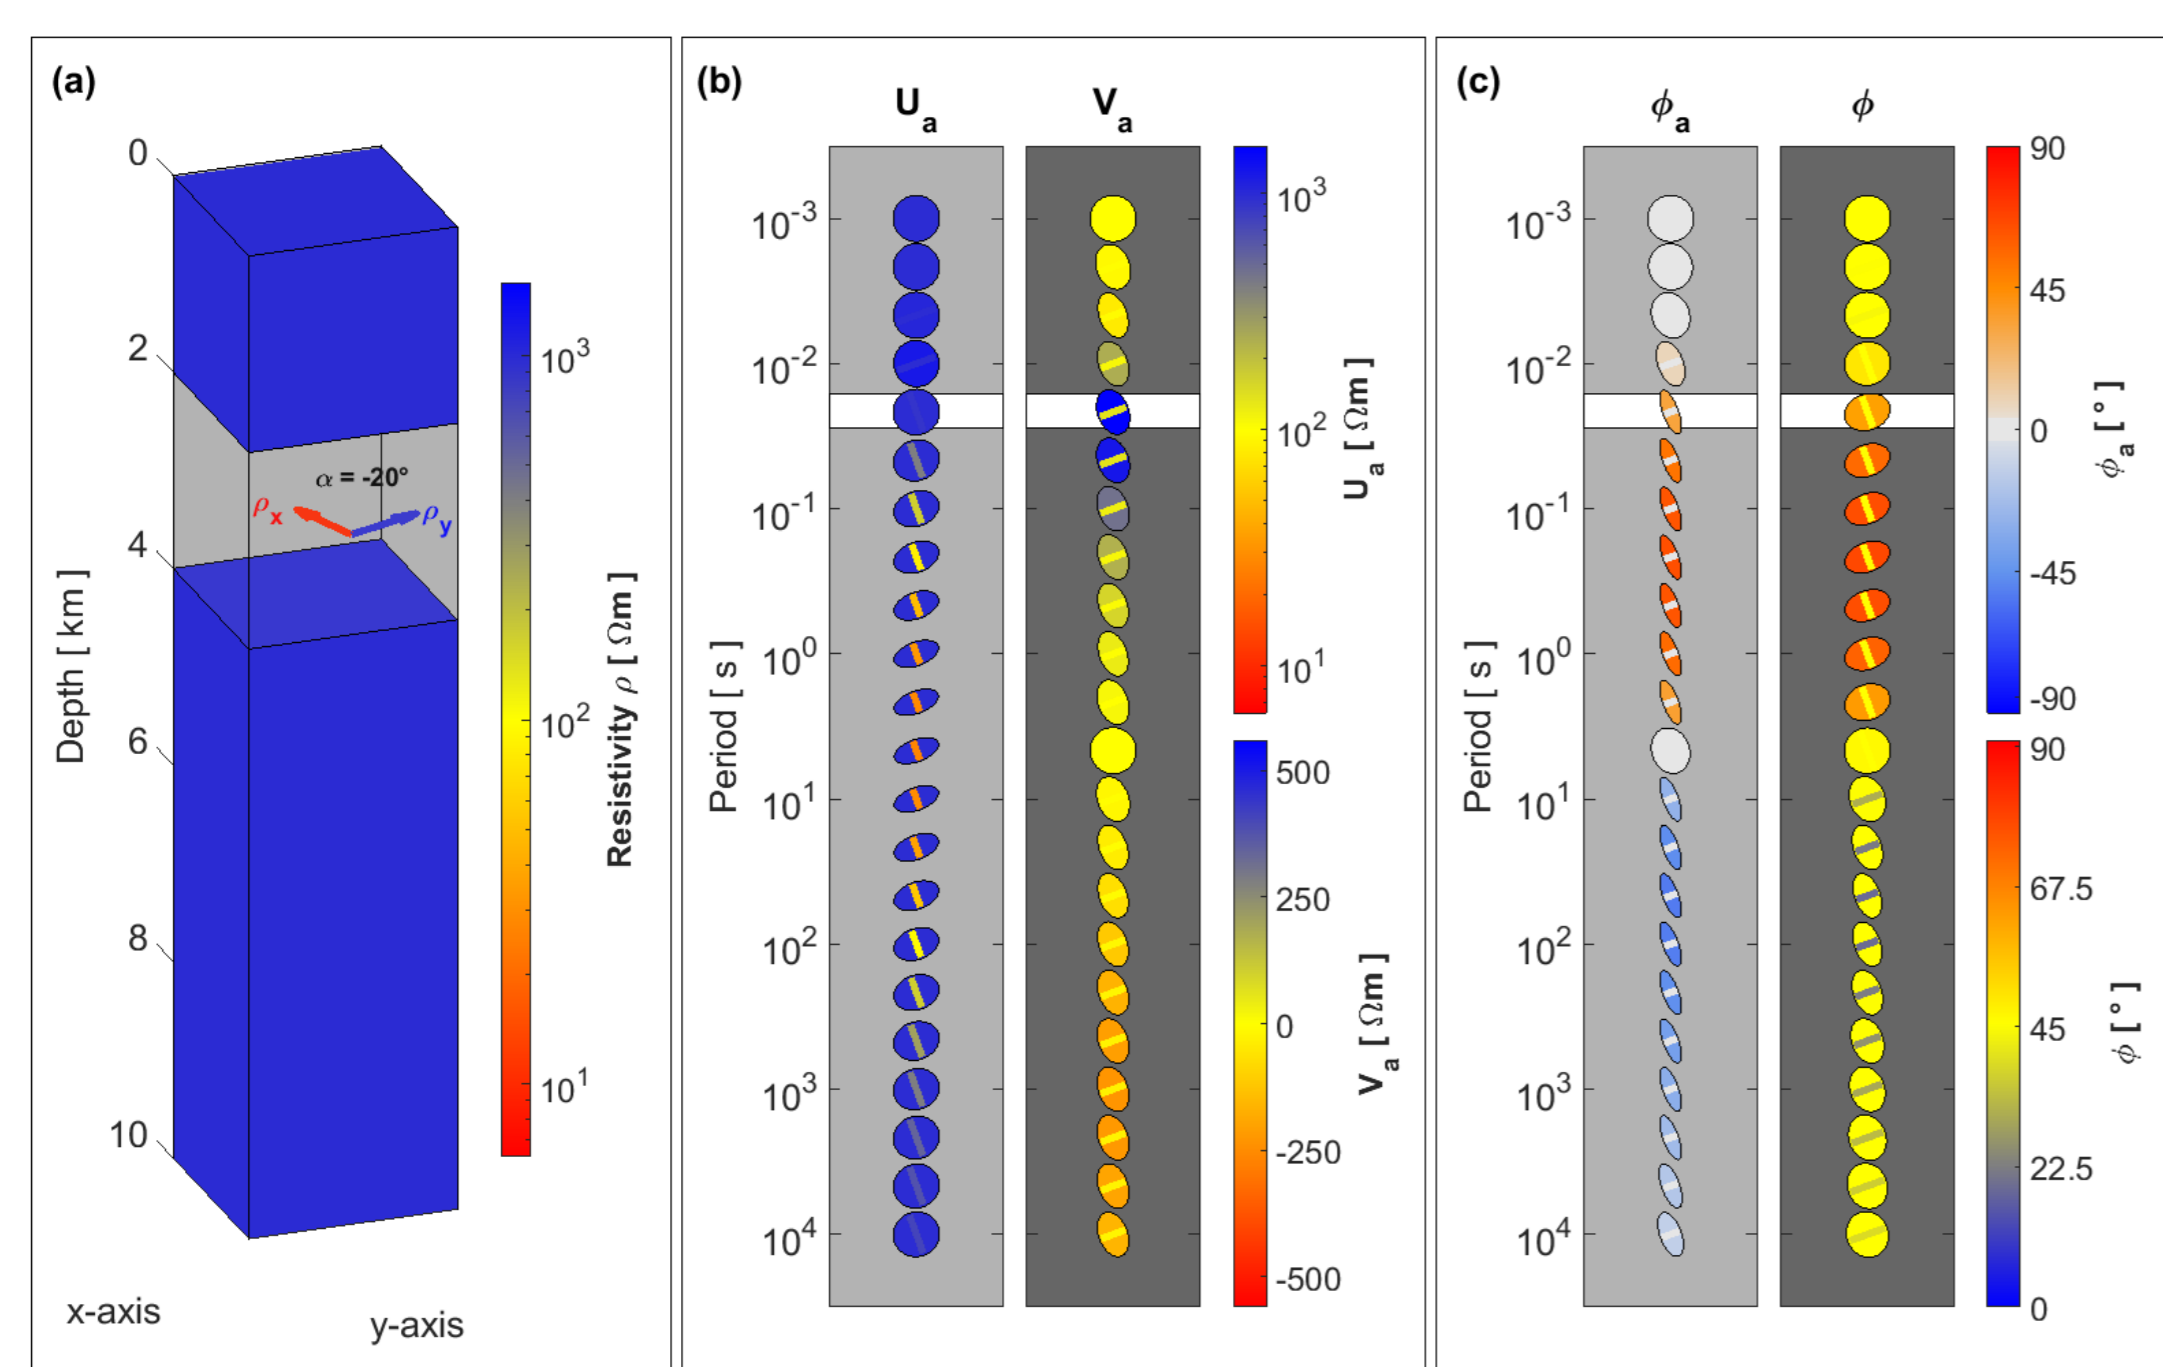 (a)
0
2
4
6
8
10
Depth [ km ]
α = -20°
ρx
ρy
x-axis
y-axis
10³
10²
10¹
Resistivity ρ [ Ωm ]
(b)
Ua
Va
10⁻³
10⁻²
10⁻¹
10⁰
10¹
10²
10³
10⁴
Period [ s ]
10³
10²
10¹
Ua [ Ωm ]
500
250
0
-250
-500
Va [ Ωm ]
(c)
ϕa
ϕ
10⁻³
10⁻²
10⁻¹
10⁰
10¹
10²
10³
10⁴
Period [ s ]
90
45
0
-45
-90
ϕa [ ° ]
90
67.5
45
22.5
0
ϕ [ ° ]